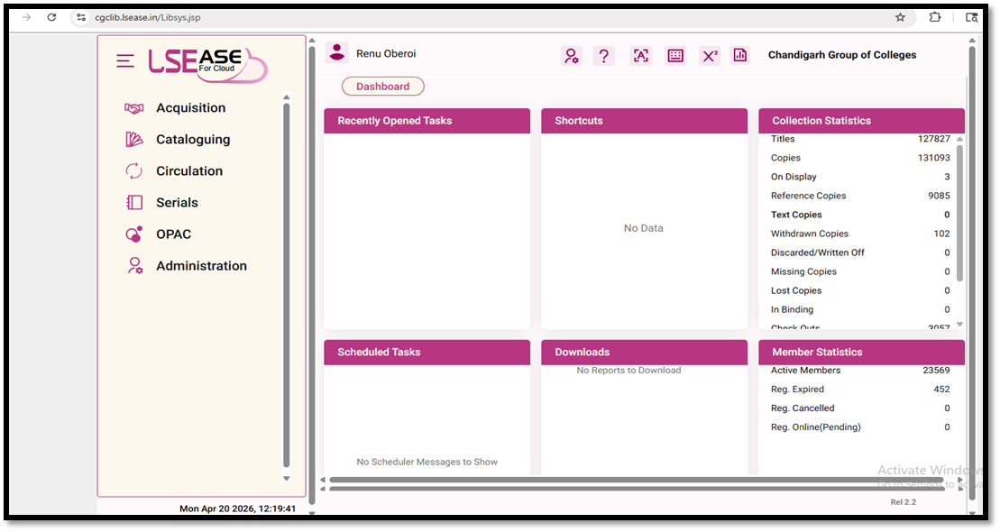 cgclib.lsease.in/Libsys.jsp
LSEASE
For Cloud
Renu Oberoi
Chandigarh Group of Colleges
Dashboard
Acquisition
Cataloguing
Circulation
Serials
OPAC
Administration
Mon Apr 20 2026, 12:19:41
Recently Opened Tasks
Shortcuts
No Data
Collection Statistics
Titles 127827
Copies 131093
On Display 3
Reference Copies 9085
Text Copies 0
Withdrawn Copies 102
Discarded/Written Off 0
Missing Copies 0
Lost Copies 0
In Binding 0
Check Outs 3057
Scheduled Tasks
No Scheduler Messages to Show
Downloads
No Reports to Download
Member Statistics
Active Members 23569
Reg. Expired 452
Reg. Cancelled 0
Reg. Online(Pending) 0
Activate Windows
Go to Settings to activa
Rel 2.2